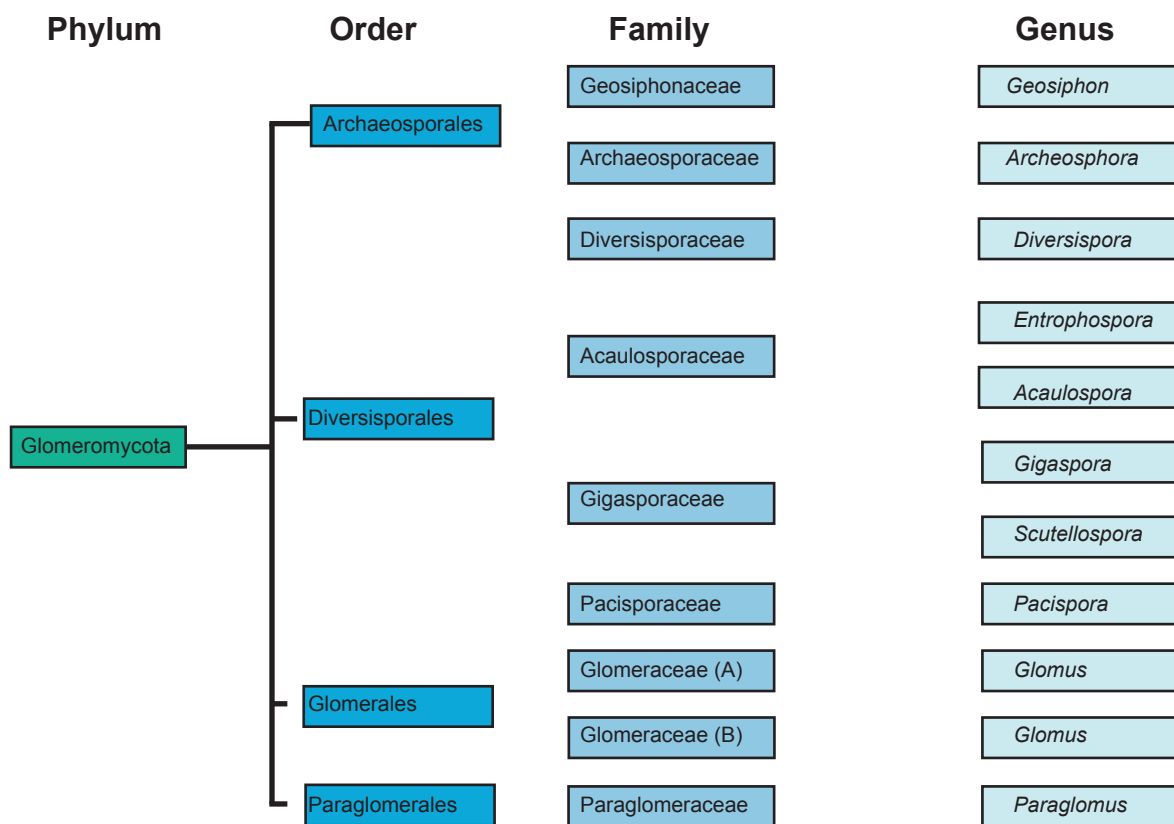 Phylum Order Family Genus
Geosiphonaceae Geosiphon
Archaeosporales
Archaeosporaceae Archeosphora
Diversisporaceae Diversispora
Entrophospora
Acaulosporaceae
Acaulospora
Diversisporales
Glomeromycota
Gigaspora
Gigasporaceae
Scutellospora
Pacisporaceae Pacispora
Glomeraceae (A) Glomus
Glomerales
Glomeraceae (B) Glomus
Paraglomerales Paraglomeraceae Paraglomus